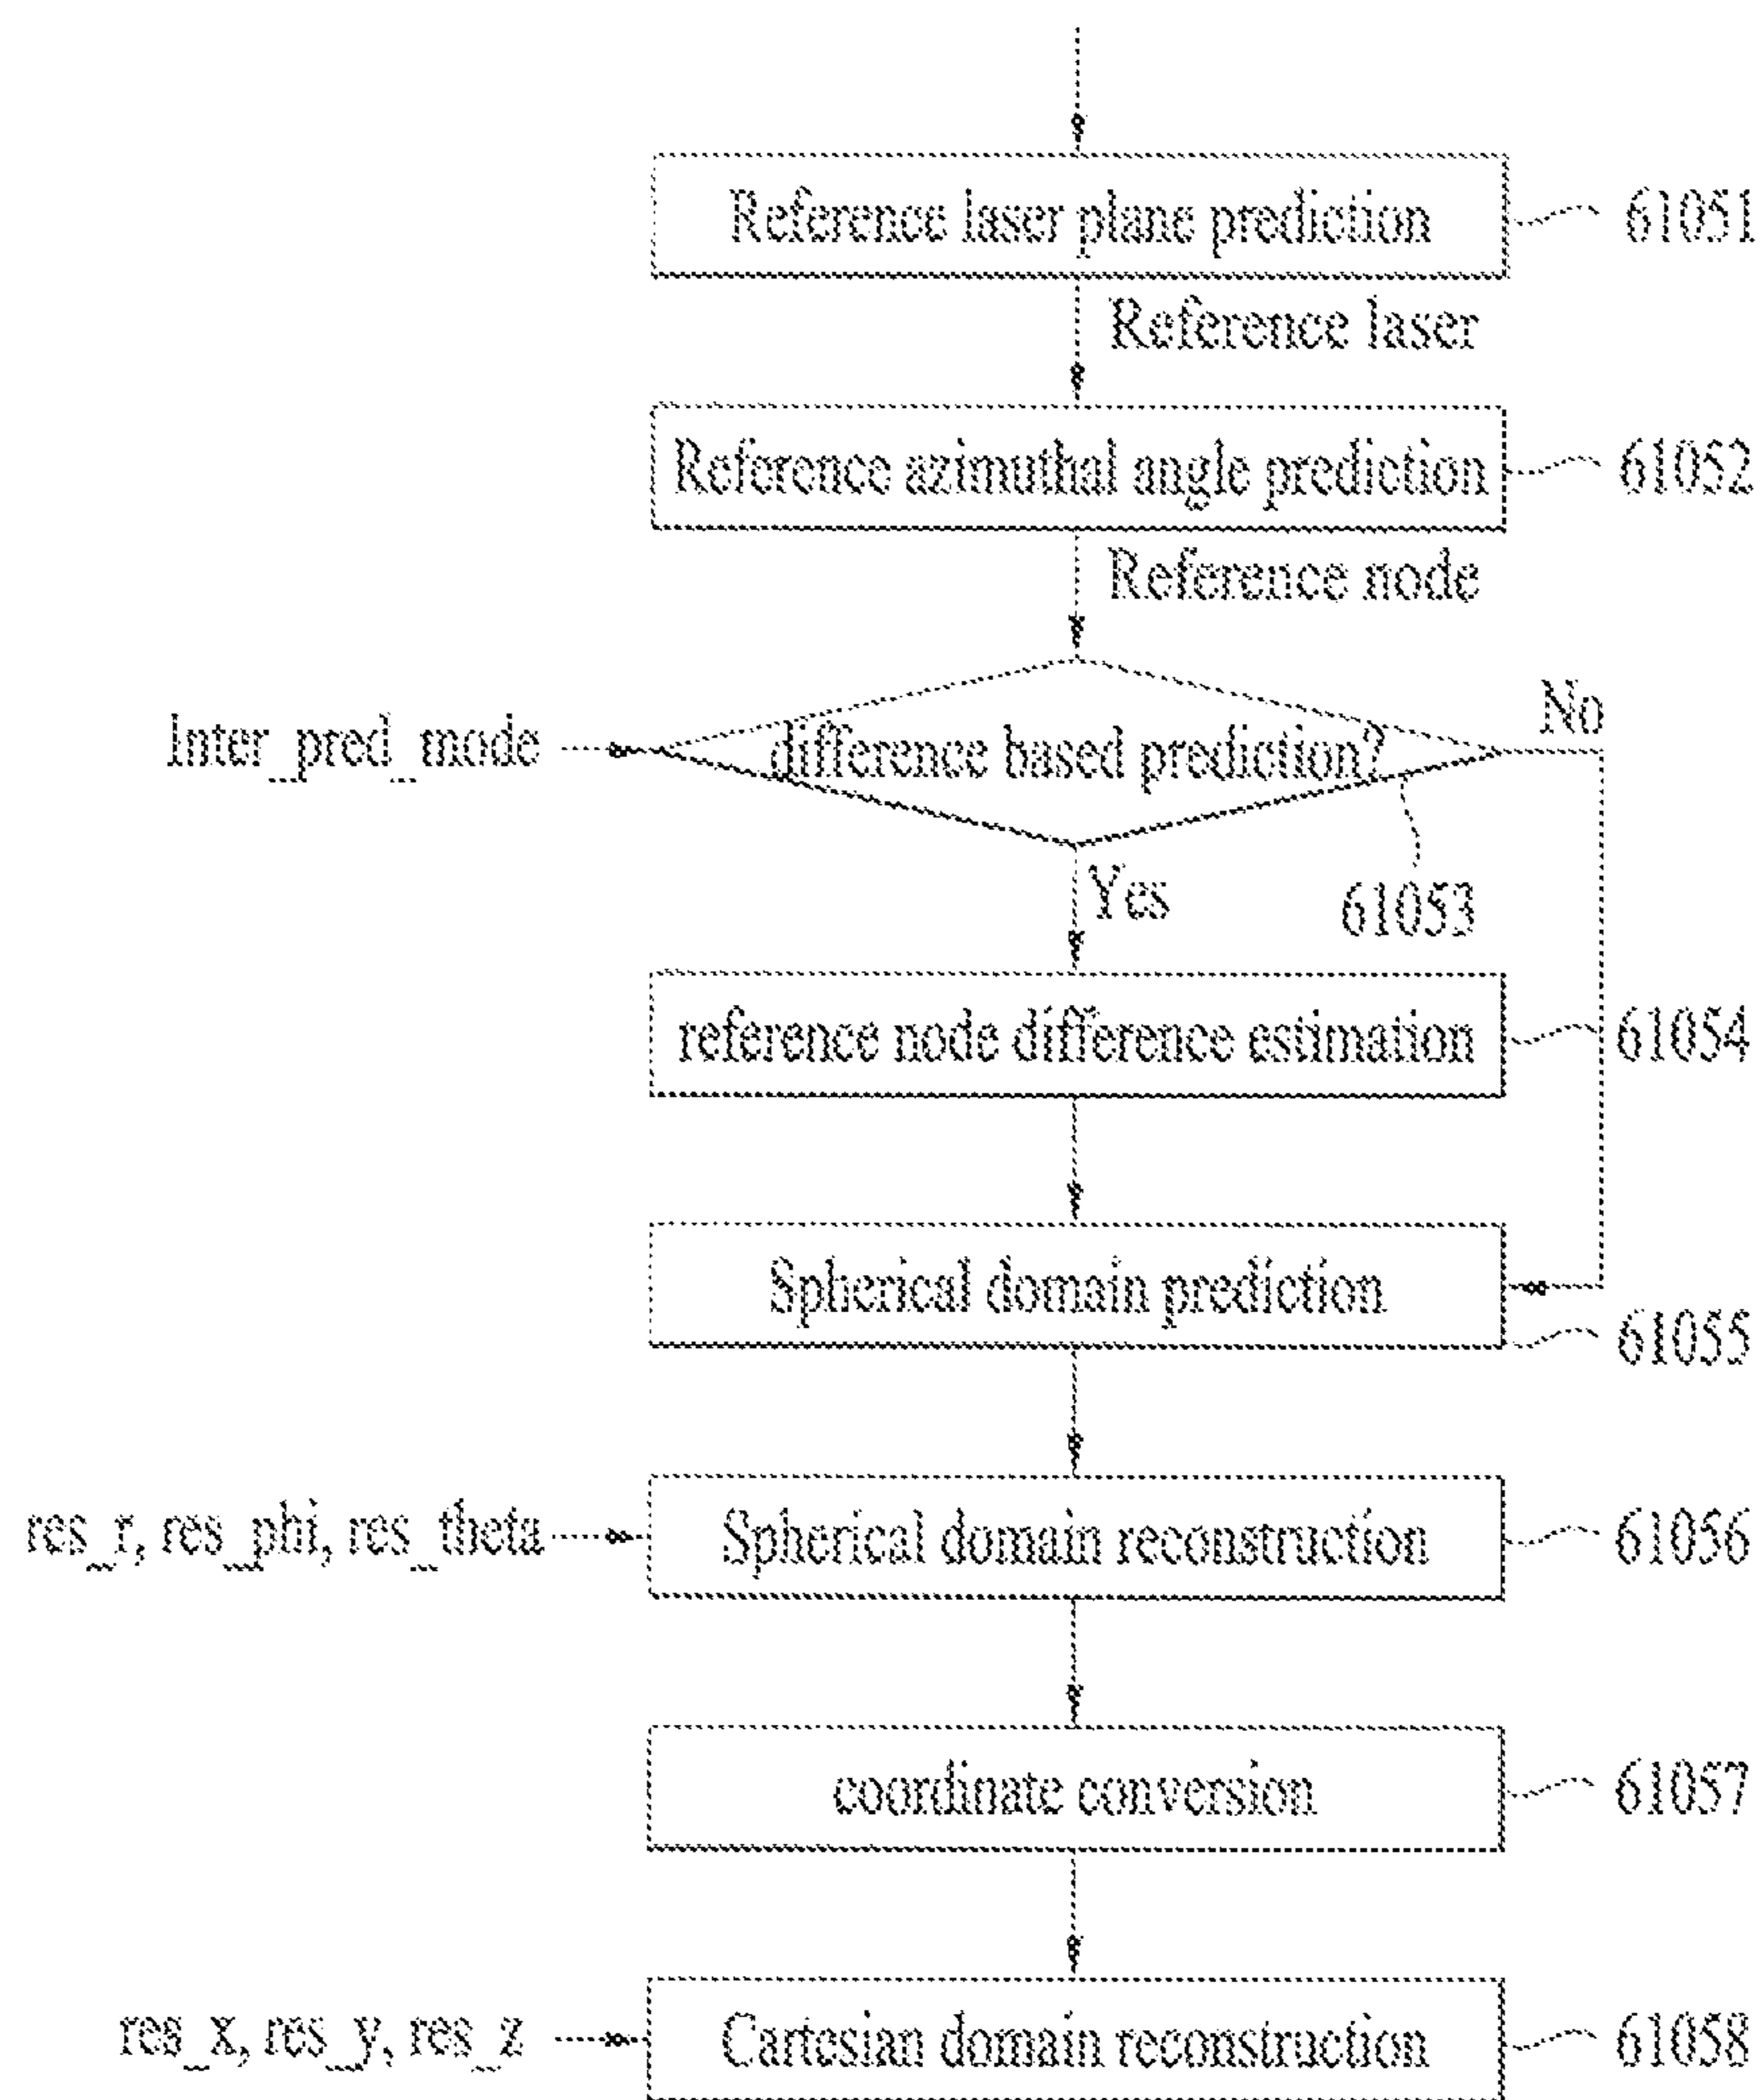 Reference laser plane prediction
61051
Reference laser
Reference azimuthal angle prediction
61052
Reference node
No
Inter_pred_mode
difference based prediction?
Yes
61053
reference node difference estimation
61054
Spherical domain prediction
61055
res_r, res_phi, res_theta
Spherical domain reconstruction
61056
coordinate conversion
61057
res_x, res_y, res_z
Cartesian domain reconstruction
61058